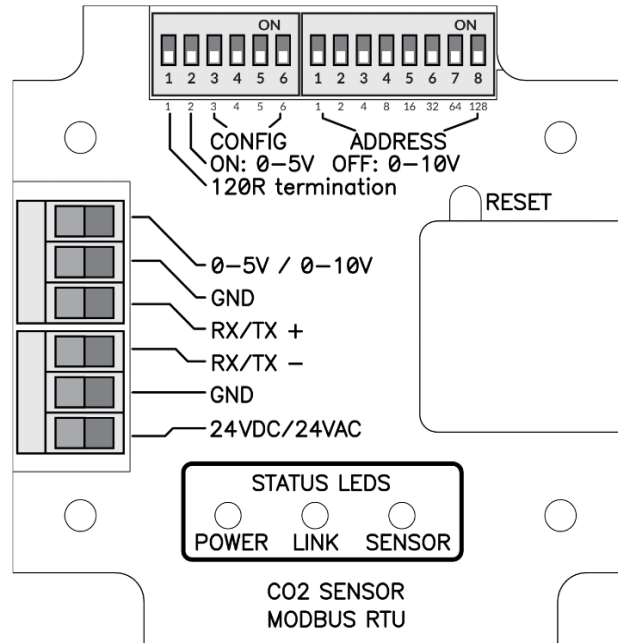 ON ON
1 2 3 4 5 6 1 2 3 4 5 6 7 8
1 2 3 4 5 6 1 2 4 8 16 32 64 128
CONFIG ADDRESS
ON: 0-5V OFF: 0-10V
120R termination
RESET
0-5V / 0-10V
GND
RX/TX +
RX/TX -
GND
24VDC/24VAC
STATUS LEDS
POWER LINK SENSOR
CO2 SENSOR
MODBUS RTU